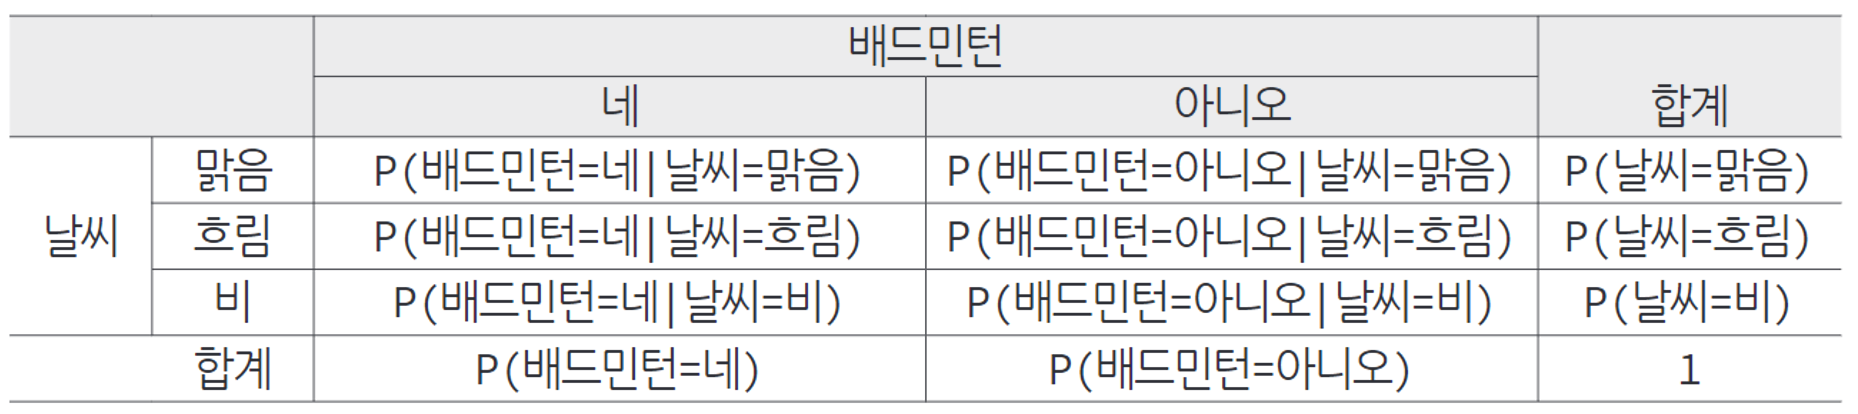 배드민턴
네 아니오 합계
맑음 P(배드민턴=네|날씨=맑음) P(배드민턴=아니오|날씨=맑음) P(날씨=맑음)
날씨 흐림 P(배드민턴=네|날씨=흐림) P(배드민턴=아니오|날씨=흐림) P(날씨=흐림)
비 P(배드민턴=네|날씨=비) P(배드민턴=아니오|날씨=비) P(날씨=비)
합계 P(배드민턴=네) P(배드민턴=아니오) 1